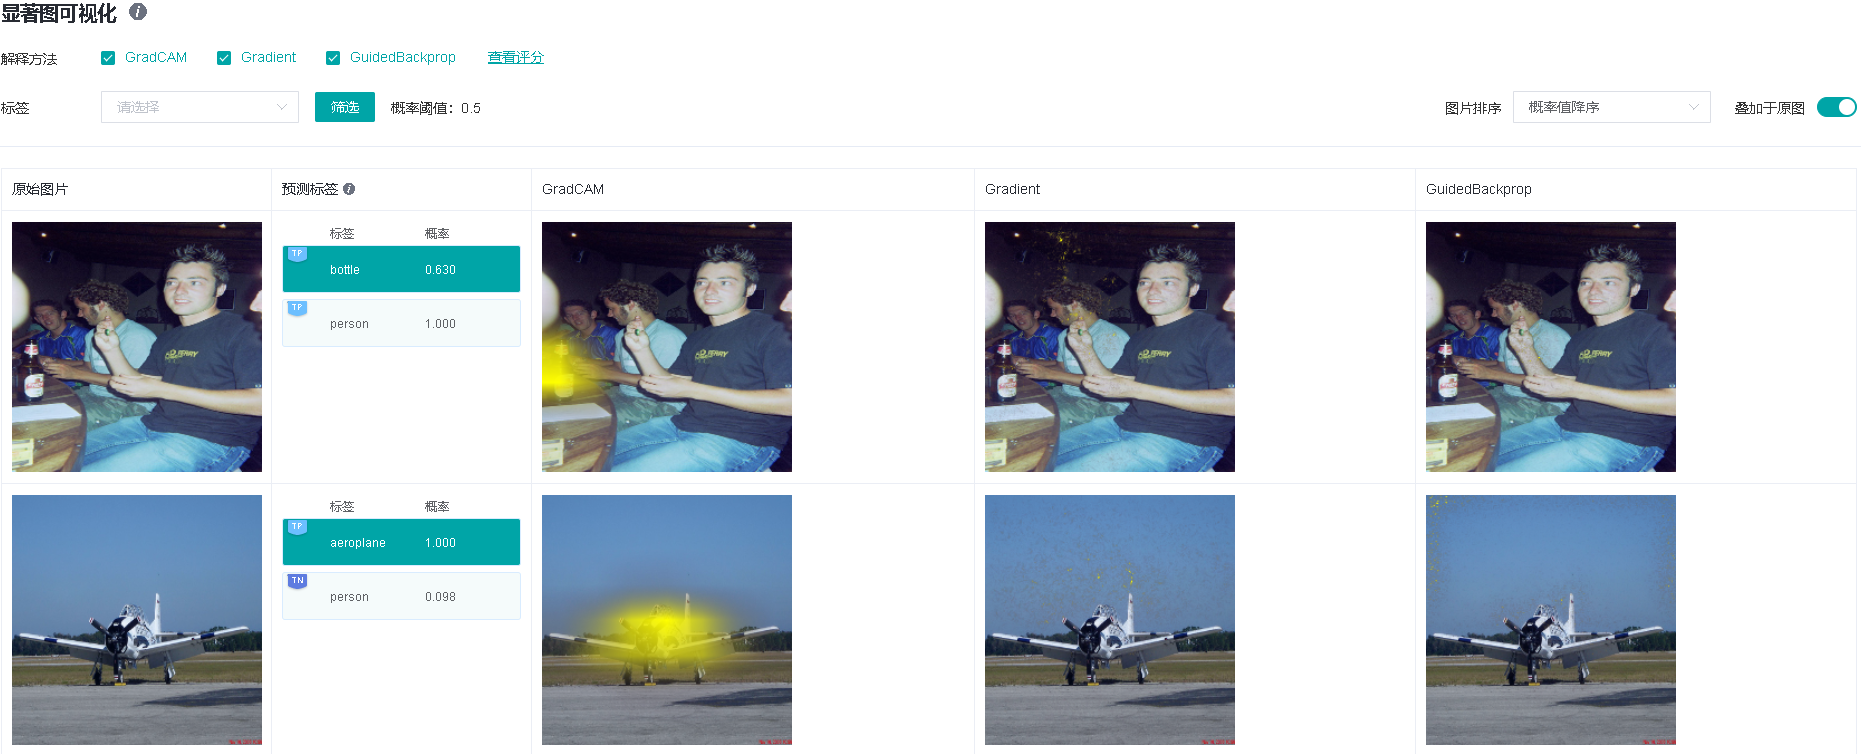 显著图可视化 i
解释方法 GradCAM Gradient GuidedBackprop 查看评分
标签 请选择 筛选 概率阈值：0.5 图片排序 概率值降序 叠加于原图
原始图片 预测标签 i GradCAM Gradient GuidedBackprop
标签 概率
TP
bottle 0.630
TP
person 1.000
标签 概率
TP
aeroplane 1.000
TN
person 0.098